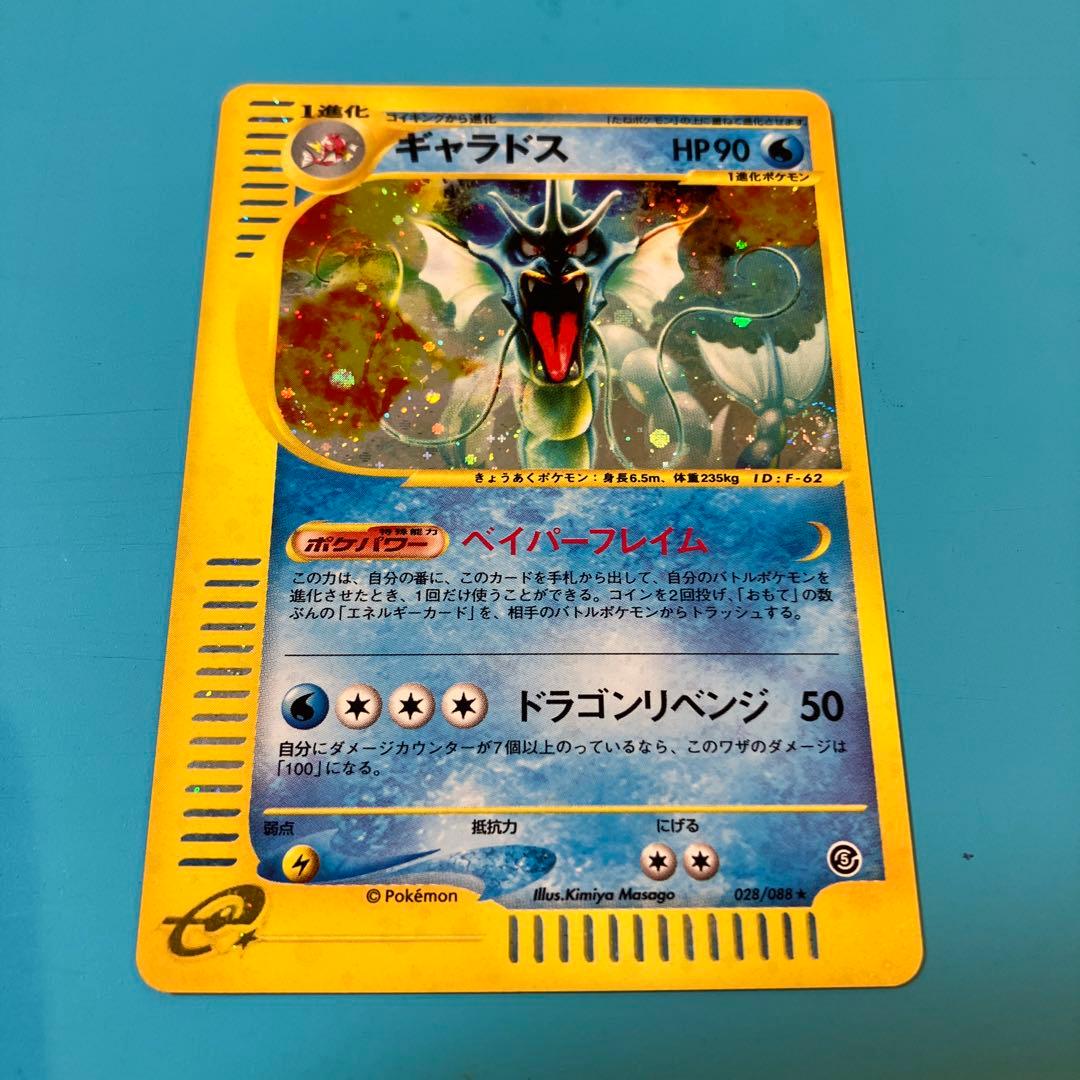 1進化
コイキングから進化
「たねポケモン」の上に重ねて進化させます
ギャラドス HP90
1進化ポケモン
きょうあくポケモン：身長6.5m、体重235kg ID:F-62
特殊能力
ポケパワー ベイパーフレイム
この力は、自分の番に、このカードを手札から出して、自分のバトルポケモンを
進化させたとき、1回だけ使うことができる。コインを2回投げ、「おもて」の数
ぶんの「エネルギーカード」を、相手のバトルポケモンからトラッシュする。
ドラゴンリベンジ 50
自分にダメージカウンターが7個以上のっているなら、このワザのダメージは
「100」になる。
弱点 抵抗力 にげる
© Pokémon Illus.Kimiya Masago 028/088★
5
e